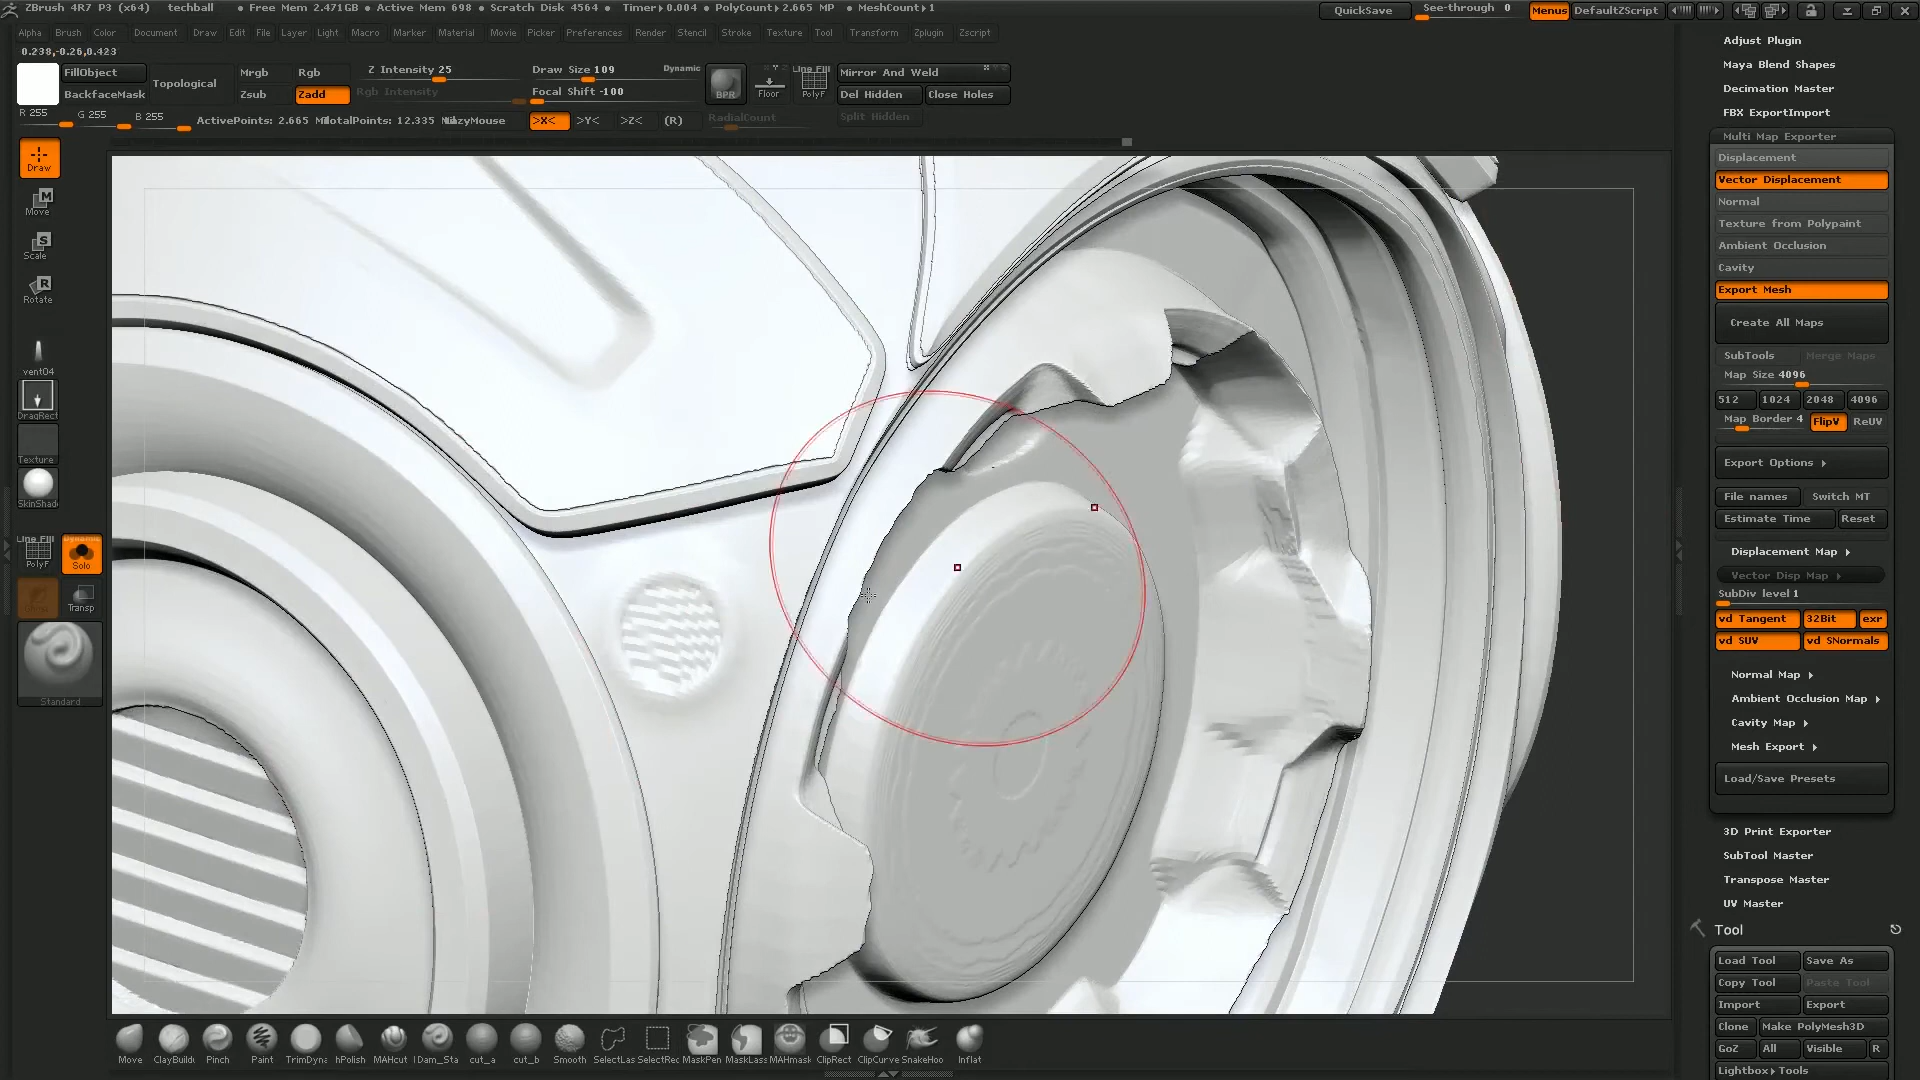 ZBrush 4R7 P3 (x64) techball • Free Mem 2.471GB • Active Mem 698 • Scratch Disk 4564 • Timer▸0.004 • PolyCount▸2.665 MP • MeshCount▸1 QuickSave See-through 0 Menus DefaultZScript
Alpha Brush Color Document Draw Edit File Layer Light Macro Marker Material Movie Picker Preferences Render Stencil Stroke Texture Tool Transform Zplugin Zscript
0.238,-0.26,0.423
FillObject Topological Mrgb Rgb Z Intensity 25 Draw Size 109 Dynamic BPR Floor Line Fill PolyF Mirror And Weld
BackfaceMask Zsub Zadd Rgb Intensity Focal Shift -100 Del Hidden Close Holes
R 255 G 255 B 255 ActivePoints: 2.665 TotalPoints: 12.335 >X< >Y< >Z< (R) RadialCount Split Hidden
Draw
Move
Scale
Rotate
vent04
DragRect
Texture
SkinShad
Line Fill
PolyF
Dynamic
Solo
Transp
Standard
Move ClayBuildu Pinch Paint TrimDyna hPolish MAHcut Dam_Sta cut_a cut_b Smooth SelectLas SelectRec MaskPen MaskLass MAHmask ClipRect ClipCurve SnakeHoo Inflat
Adjust Plugin
Maya Blend Shapes
Decimation Master
FBX ExportImport
Multi Map Exporter
Displacement
Vector Displacement
Normal
Texture from Polypaint
Ambient Occlusion
Cavity
Export Mesh
Create All Maps
SubTools Merge Maps
Map Size 4096
512 1024 2048 4096
Map Border 4 FlipV ReUV
Export Options
File names Switch MT
Estimate Time Reset
Displacement Map
Vector Disp Map
SubDiv level 1
vd Tangent 32Bit exr
vd SUV vd SNormals
Normal Map
Ambient Occlusion Map
Cavity Map
Mesh Export
Load/Save Presets
3D Print Exporter
SubTool Master
Transpose Master
UV Master
Tool
Load Tool Save As
Copy Tool Paste Tool
Import Export
Clone Make PolyMesh3D
GoZ All Visible R
Lightbox▸Tools